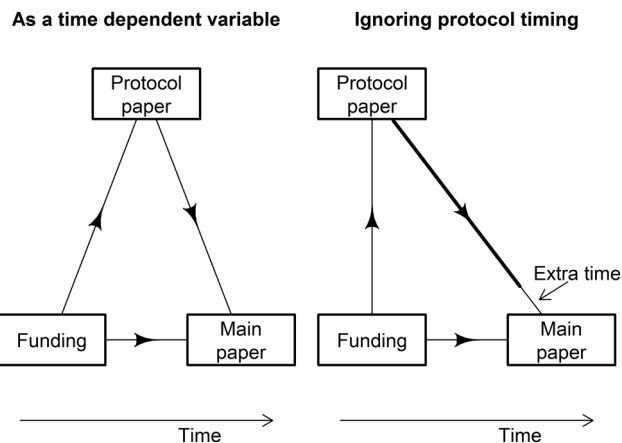 As a time dependent variable
Protocol
paper
Funding
Main
paper
Time
Ignoring protocol timing
Protocol
paper
Extra time
Funding
Main
paper
Time